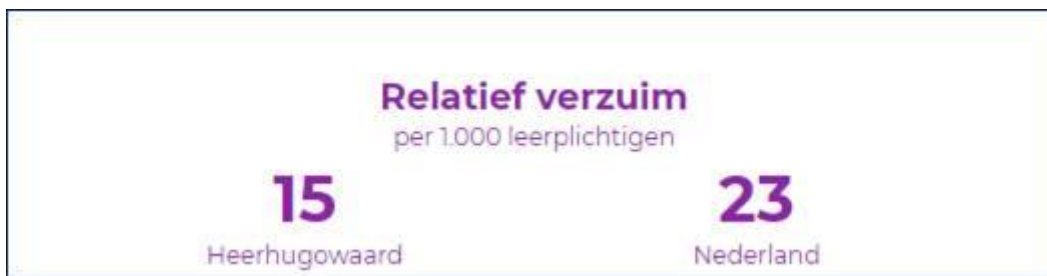 Relatief verzuim
per 1.000 leerplichtigen
15 23
Heerhugowaard Nederland